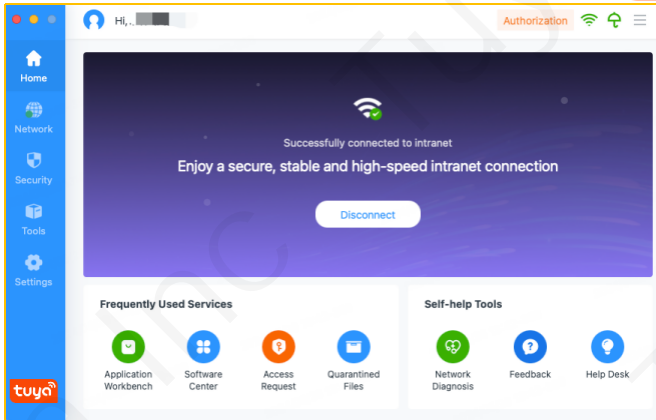 Hi,
Authorization
Home
Network
Security
Tools
Settings
tuya
Successfully connected to intranet
Enjoy a secure, stable and high-speed intranet connection
Disconnect
Frequently Used Services
Application
Workbench
Software
Center
Access
Request
Quarantined
Files
Self-help Tools
Network
Diagnosis
Feedback
Help Desk